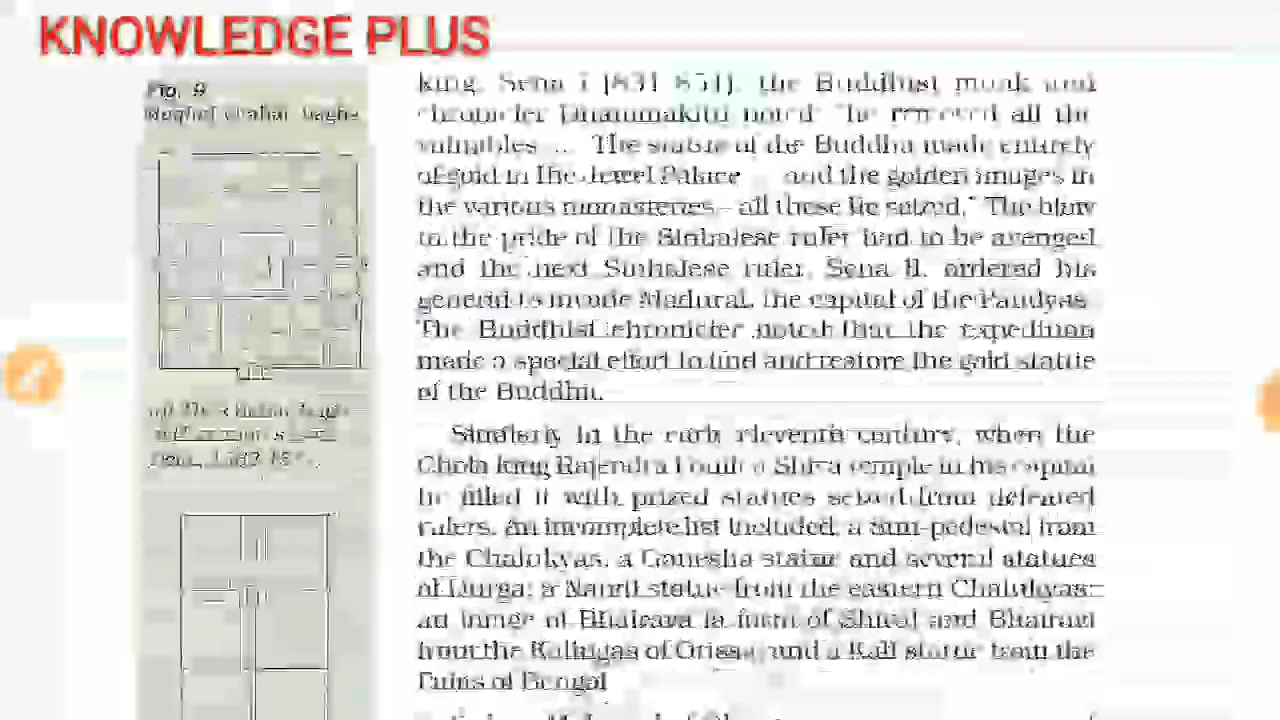 KNOWLEDGE PLUS
Fig. 9
Mughal chahar baghs
king, Sena I (831-851), the Buddhist monk and
chronicler Dhammakitti noted: "he removed all the
valuables ... The statue of the Buddha made entirely
of gold in the Jewel Palace ... and the golden images in
the various monasteries – all these he seized." The blow
to the pride of the Sinhalese ruler had to be avenged
and the next Sinhalese ruler, Sena II, ordered his
general to invade Madurai, the capital of the Pandyas.
The Buddhist chronicler noted that the expedition
made a special effort to find and restore the gold statue
of the Buddha.
Similarly in the early eleventh century, when the
Chola king Rajendra I built a Shiva temple in his capital
he filled it with prized statues seized from defeated
rulers. An incomplete list included: a Sun-pedestal from
the Chalukyas, a Ganesha statue and several statues
of Durga; a Nandi statue from the eastern Chalukyas;
an image of Bhairava (a form of Shiva) and Bhairavi
from the Kalingas of Orissa; and a Kali statue from the
Palas of Bengal